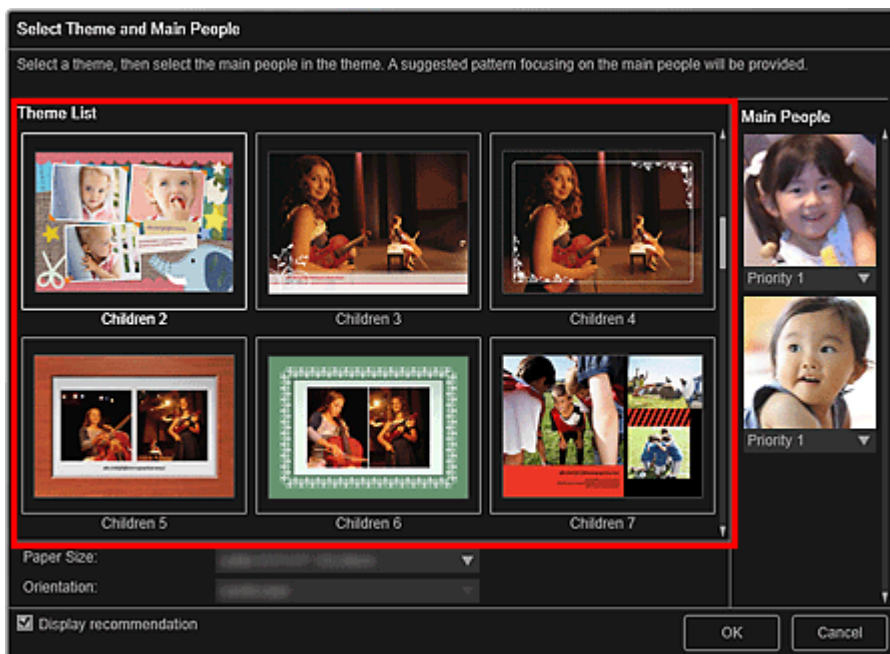 Select Theme and Main People
Select a theme, then select the main people in the theme. A suggested pattern focusing on the main people will be provided.
Theme List
Main People
Children 2
Children 3
Children 4
Priority 1
Children 5
Children 6
Children 7
Priority 1
Paper Size:
Orientation:
Display recommendation
OK
Cancel